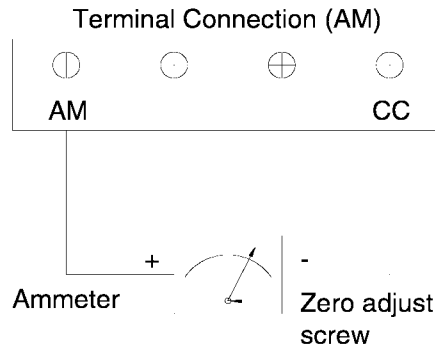 Terminal Connection (AM)
AM CC
+ -
Ammeter
Zero adjust
screw